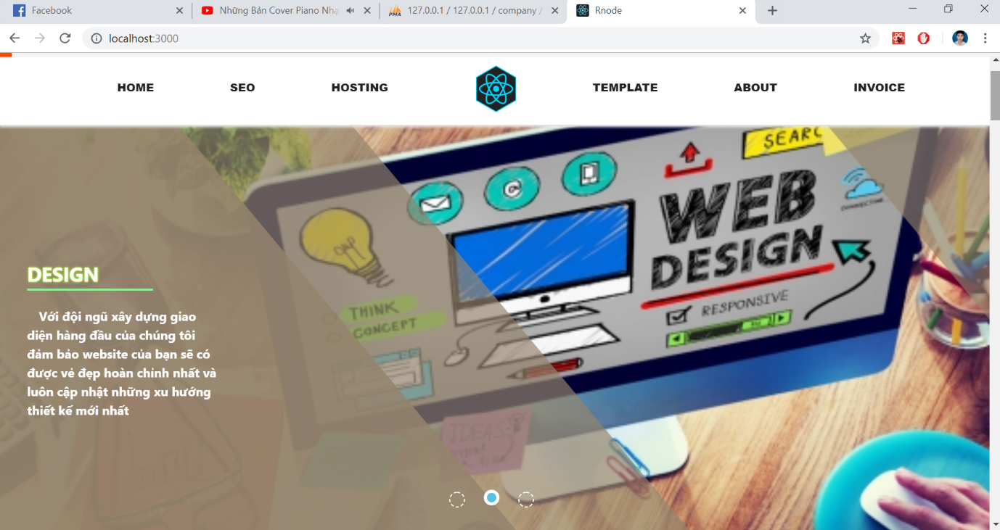 Facebook
Những Bản Cover Piano Nhạ
127.0.0.1 / 127.0.0.1 / company /
Rnode
PMA
localhost:3000
HOME SEO HOSTING TEMPLATE ABOUT INVOICE
SEARC
WEB
DESIGN
CONNECTING...
RESPONSIVE
THINK
CONCEPT
IDEAS
DESIGN
Với đội ngũ xây dựng giao
diện hàng đầu của chúng tôi
đảm bảo website của bạn sẽ có
được vẻ đẹp hoàn chỉnh nhất và
luôn cập nhật những xu hướng
thiết kế mới nhất